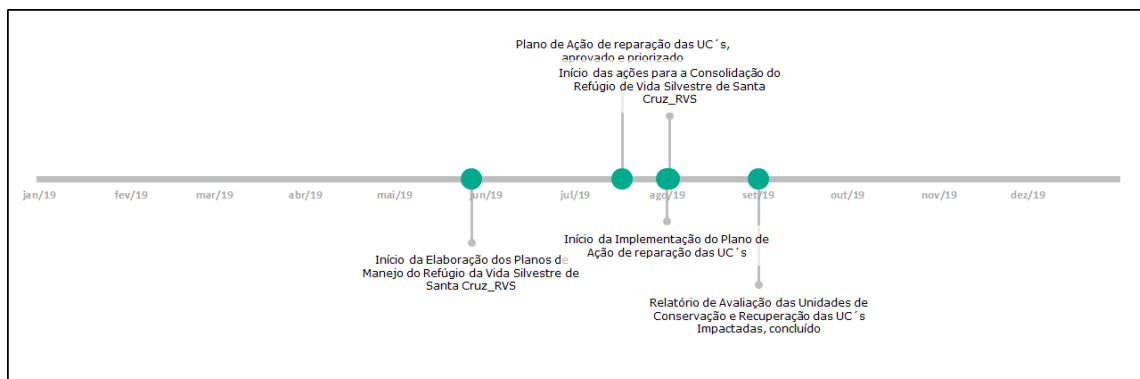 Plano de Ação de reparação das UC´s,
aprovado e priorizado
Início das ações para a Consolidação do
Refúgio de Vida Silvestre de Santa
Cruz_RVS
jan/19 fev/19 mar/19 abr/19 mai/19 jun/19 jul/19 ago/19 set/19 out/19 nov/19 dez/19
Início da Elaboração dos Planos de
Manejo do Refúgio da Vida Silvestre de
Santa Cruz_RVS
Início da Implementação do Plano de
Ação de reparação das UC´s
Relatório de Avaliação das Unidades de
Conservação e Recuperação das UC´s
Impactadas, concluído